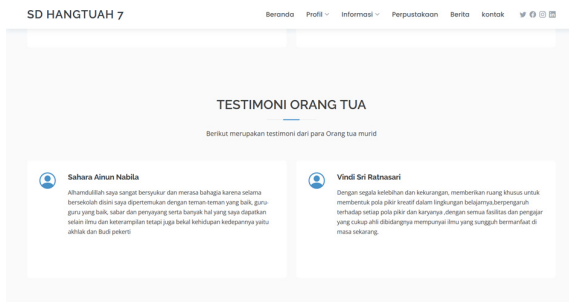 SD HANGTUAH 7
Beranda Profil Informasi Perpustakaan Berita kontak
TESTIMONI ORANG TUA
Berikut merupakan testimoni dari para Orang tua murid
Sahara Ainun Nabila
Alhamdulillah saya sangat bersyukur dan merasa bahagia karena selama
bersekolah disini saya dipertemukan dengan teman-teman yang baik, guru-
guru yang baik, sabar dan penyayang serta banyak hal yang saya dapatkan
selain ilmu dan keterampilan tetapi juga bekal kehidupan kedepannya yaitu
akhlak dan Budi pekerti
Vindi Sri Ratnasari
Dengan segala kelebihan dan kekurangan, memberikan ruang khusus untuk
membentuk pola pikir kreatif dalam lingkungan belajarnya,berpengaruh
terhadap setiap pola pikir dan karyanya ,dengan semua fasilitas dan pengajar
yang cukup ahli dibidangnya mempunyai ilmu yang sungguh bermanfaat di
masa sekarang.